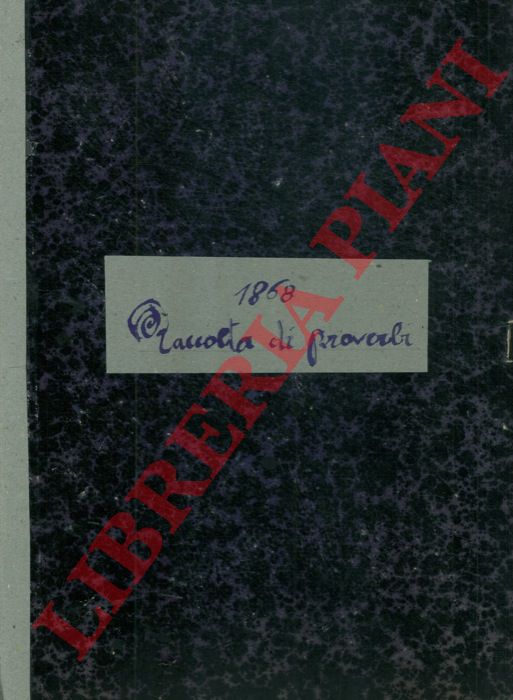 1868
Raccolta di proverbi
LIBRERIA PIANI